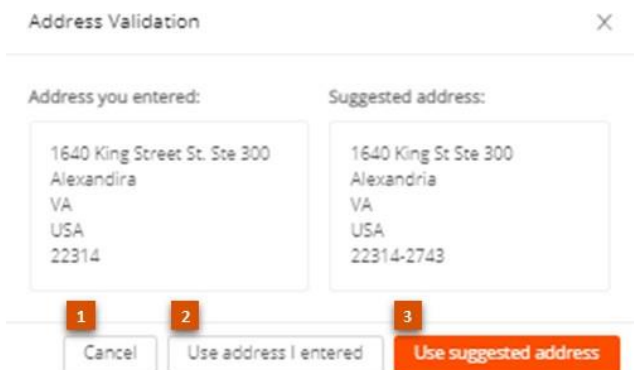 Address Validation
Address you entered:
1640 King Street St. Ste 300
Alexandira
VA
USA
22314
Suggested address:
1640 King St Ste 300
Alexandria
VA
USA
22314-2743
1
Cancel
2
Use address I entered
3
Use suggested address